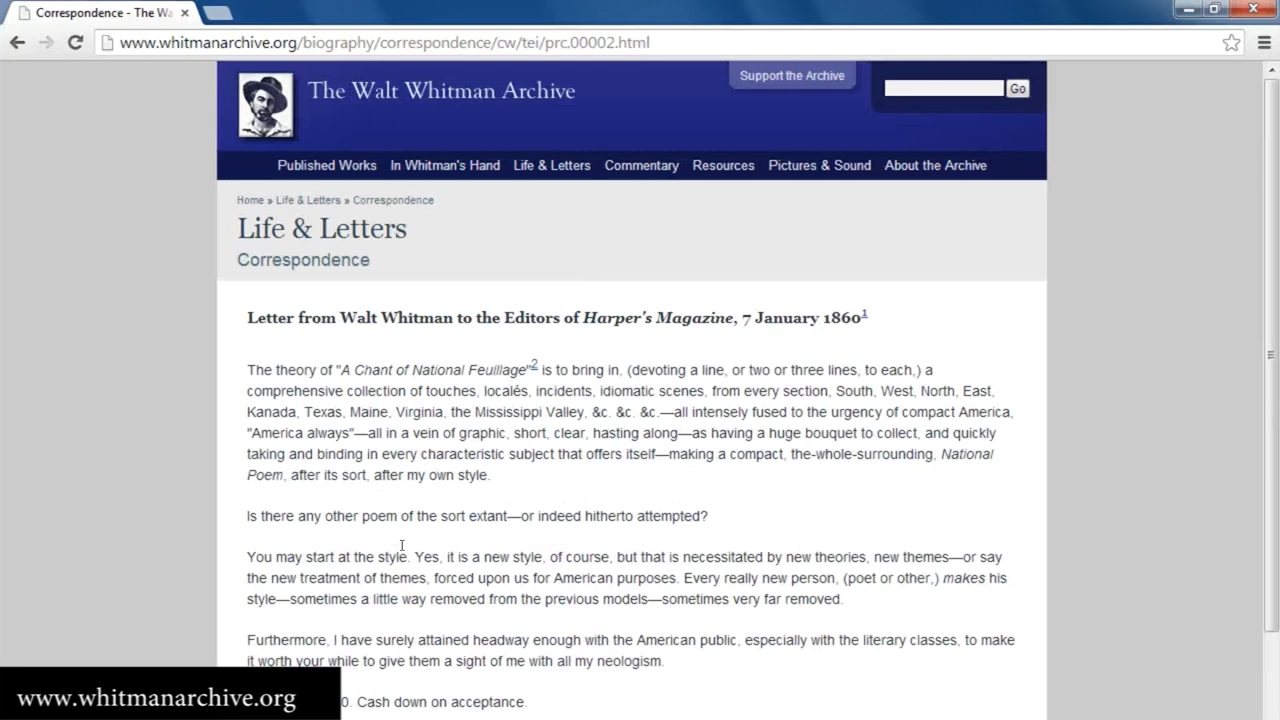 Correspondence - The Wa
www.whitmanarchive.org/biography/correspondence/cw/tei/prc.00002.html
The Walt Whitman Archive
Support the Archive
Go
Published Works In Whitman's Hand Life & Letters Commentary Resources Pictures & Sound About the Archive
Home » Life & Letters » Correspondence
Life & Letters
Correspondence
Letter from Walt Whitman to the Editors of Harper's Magazine, 7 January 1860¹
The theory of "A Chant of National Feuillage"² is to bring in, (devoting a line, or two or three lines, to each,) a
comprehensive collection of touches, localés, incidents, idiomatic scenes, from every section, South, West, North, East,
Kanada, Texas, Maine, Virginia, the Mississippi Valley, &c. &c. &c.—all intensely fused to the urgency of compact America,
"America always"—all in a vein of graphic, short, clear, hasting along—as having a huge bouquet to collect, and quickly
taking and binding in every characteristic subject that offers itself—making a compact, the-whole-surrounding, National
Poem, after its sort, after my own style.
Is there any other poem of the sort extant—or indeed hitherto attempted?
You may start at the style. Yes, it is a new style, of course, but that is necessitated by new theories, new themes—or say
the new treatment of themes, forced upon us for American purposes. Every really new person, (poet or other,) makes his
style—sometimes a little way removed from the previous models—sometimes very far removed.
Furthermore, I have surely attained headway enough with the American public, especially with the literary classes, to make
it worth your while to give them a sight of me with all my neologism.
0. Cash down on acceptance.
www.whitmanarchive.org